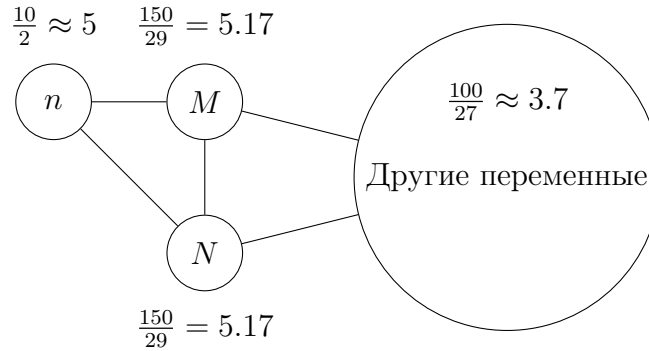 10/2 ≈ 5
150/29 = 5.17
n
M
100/27 ≈ 3.7
Другие переменные
N
150/29 = 5.17